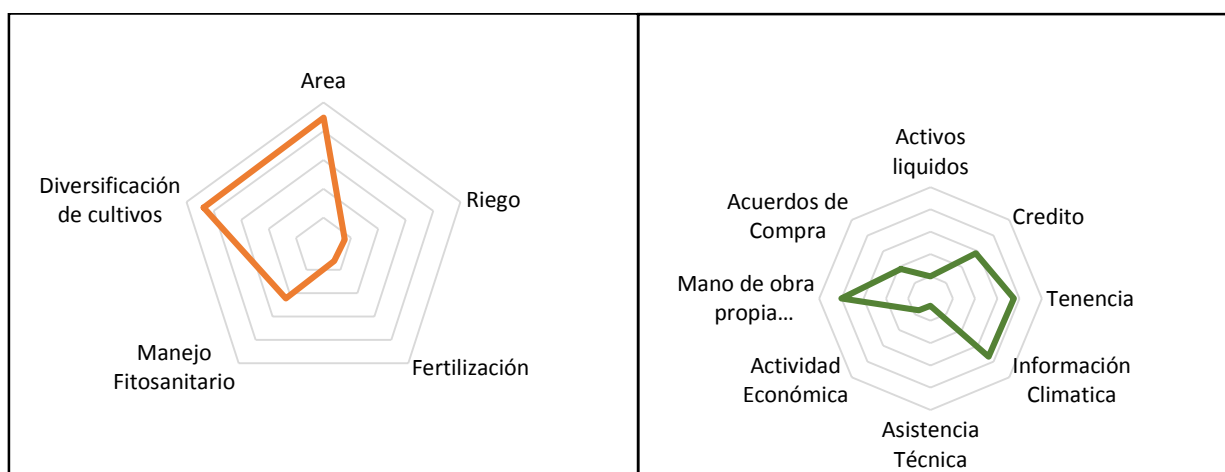 Area
Riego
Fertilización
Manejo
Fitosanitario
Diversificación
de cultivos
Activos
liquidos
Credito
Tenencia
Información
Climatica
Asistencia
Técnica
Actividad
Económica
Mano de obra
propia...
Acuerdos de
Compra